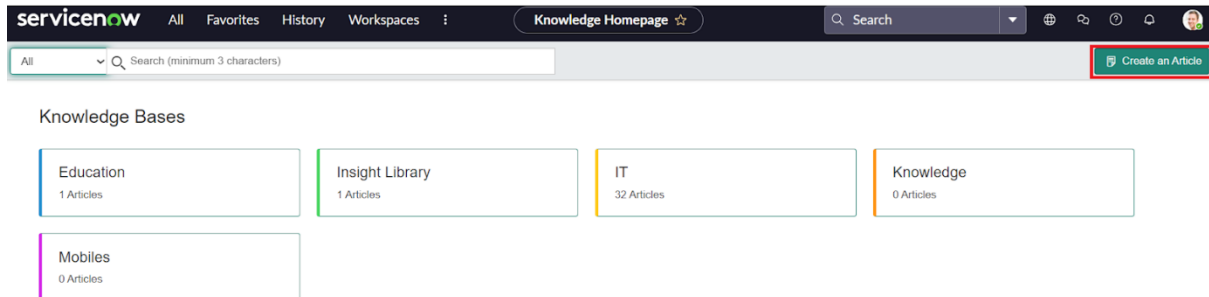 servicenow All Favorites History Workspaces Knowledge Homepage Search
All Search (minimum 3 characters) Create an Article
Knowledge Bases
Education Insight Library IT Knowledge
1 Articles 1 Articles 32 Articles 0 Articles
Mobiles
0 Articles